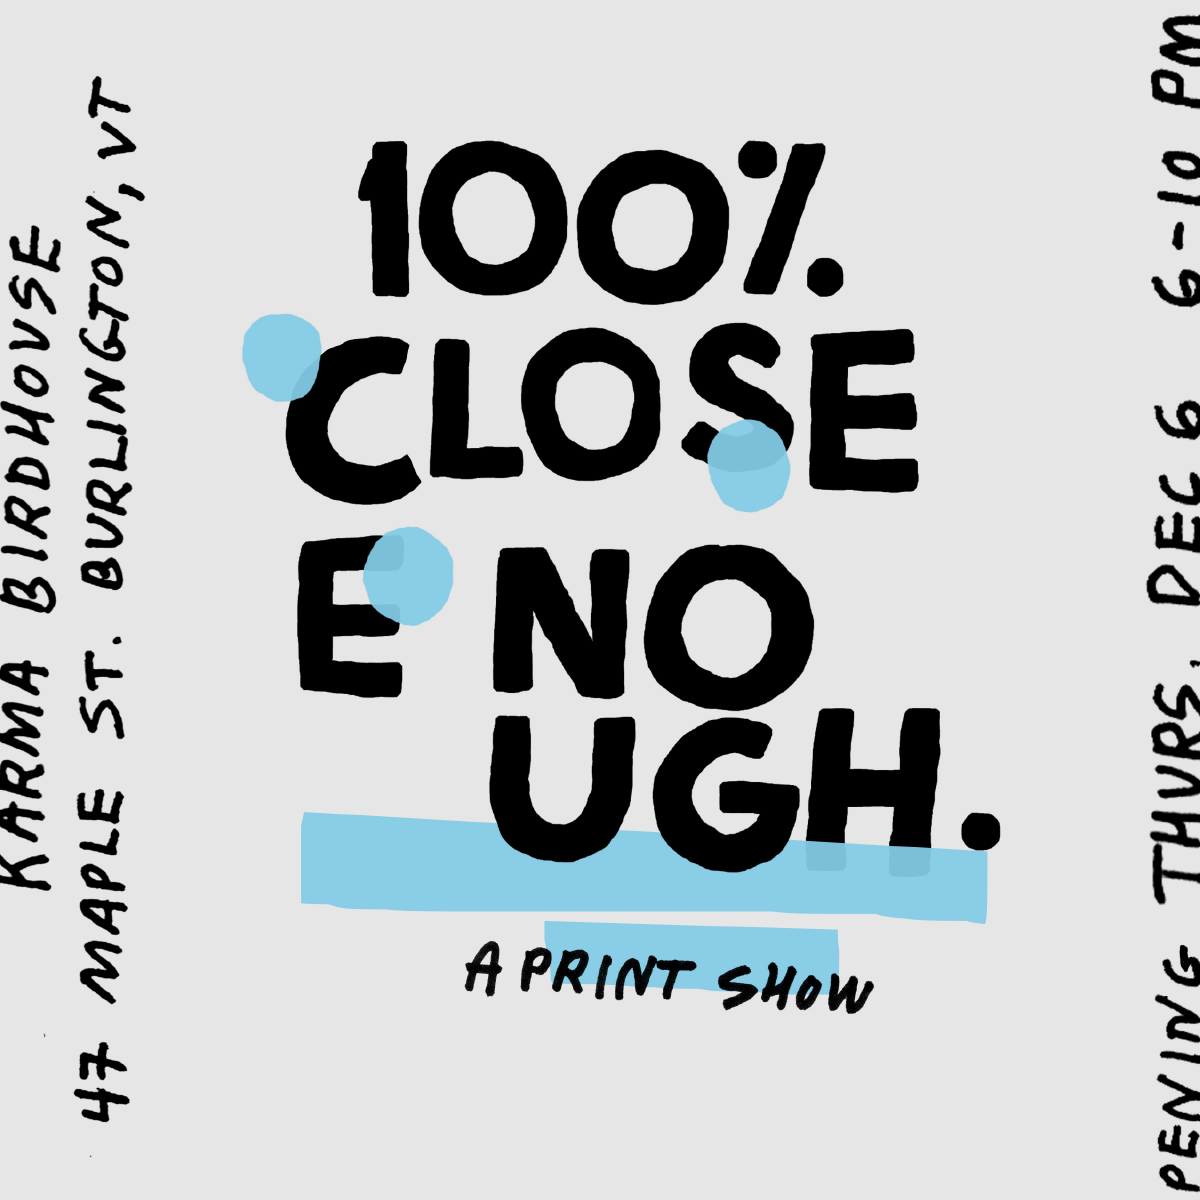 KARMA BIRDHOUSE
47 MAPLE ST. BURLINGTON, VT
100%
CLOSE
E NO
UGH.
A PRINT SHOW
PENING THURS. DEC 6 6-10 PM